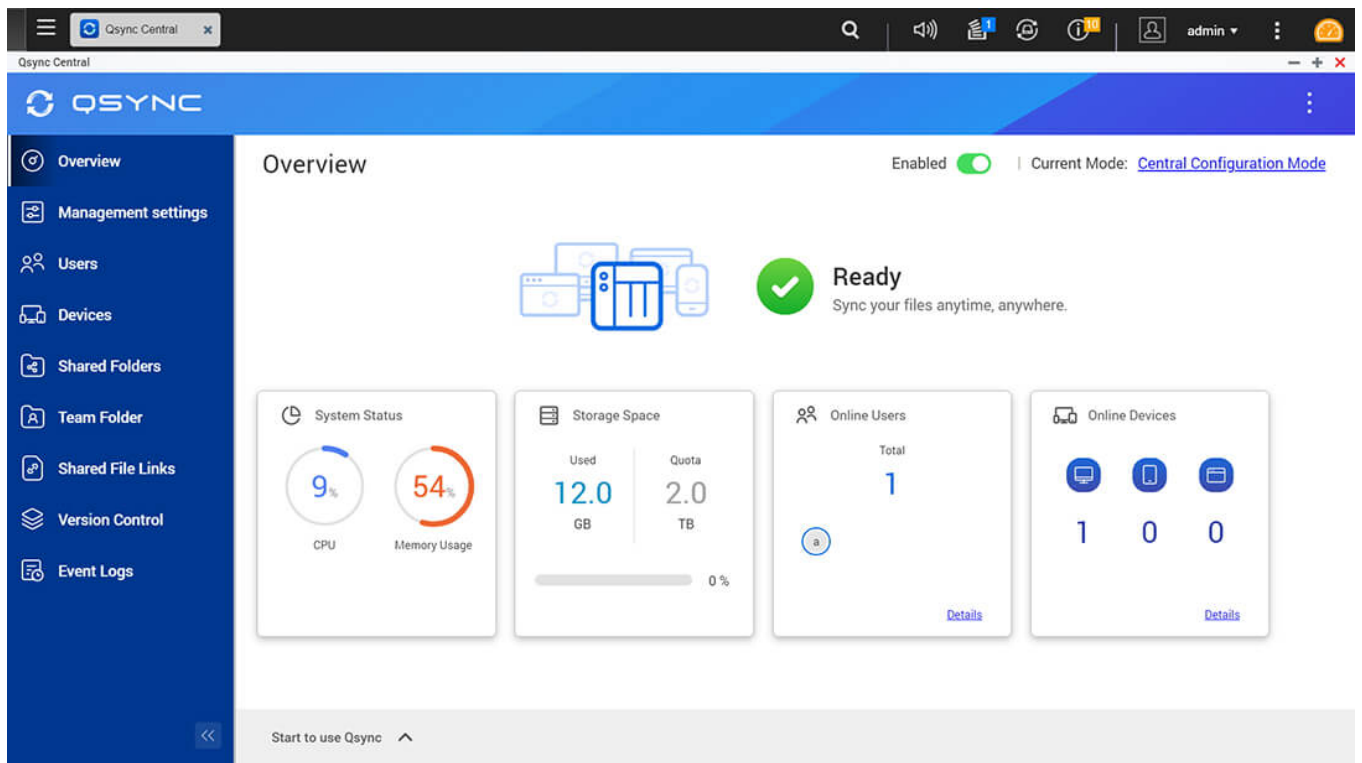 Qsync Central
1
10
admin
Qsync Central
QSYNC
Overview
Management settings
Users
Devices
Shared Folders
Team Folder
Shared File Links
Version Control
Event Logs
Overview
Enabled
Current Mode: Central Configuration Mode
Ready
Sync your files anytime, anywhere.
System Status
9%
54%
CPU
Memory Usage
Storage Space
Used
Quota
12.0
2.0
GB
TB
0 %
Online Users
Total
1
a
Details
Online Devices
1 0 0
Details
Start to use Qsync